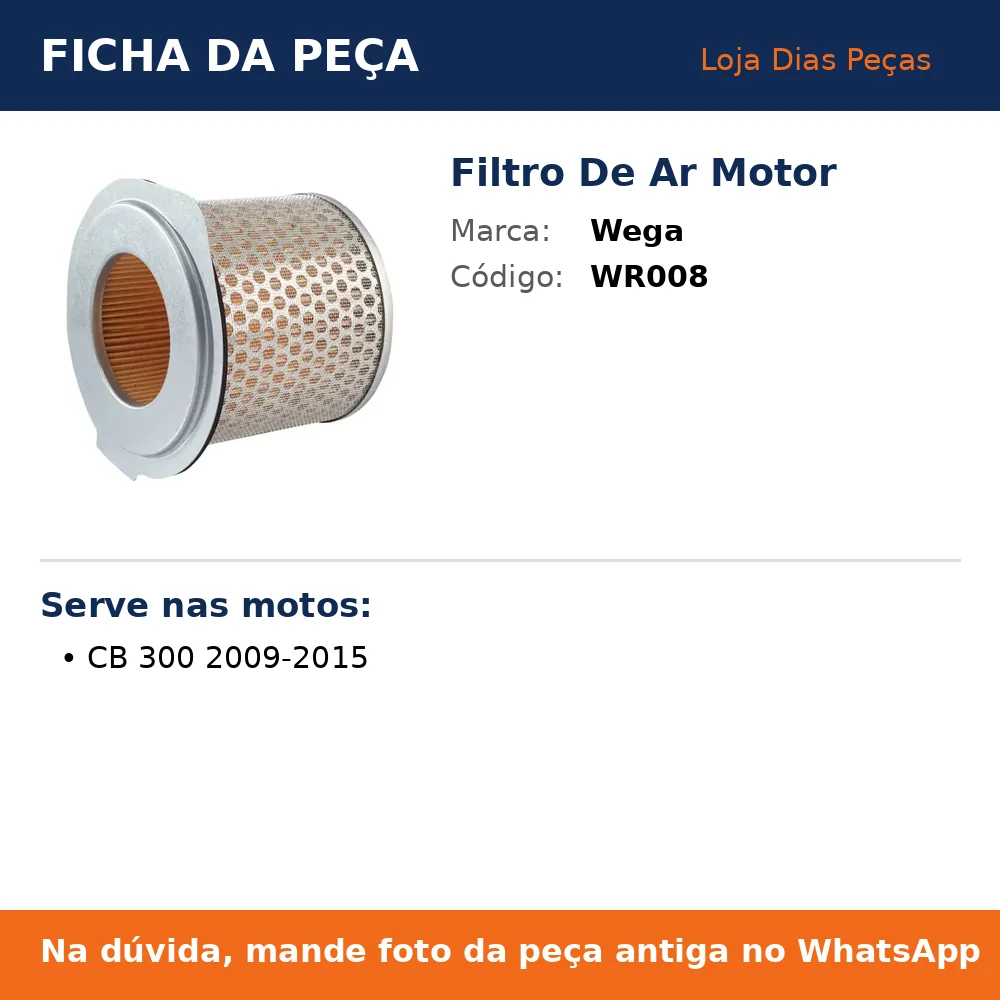 FICHA DA PEÇA
Loja Dias Peças
Filtro De Ar Motor
Marca: Wega
Código: WR008
Serve nas motos:
• CB 300 2009-2015
Na dúvida, mande foto da peça antiga no WhatsApp